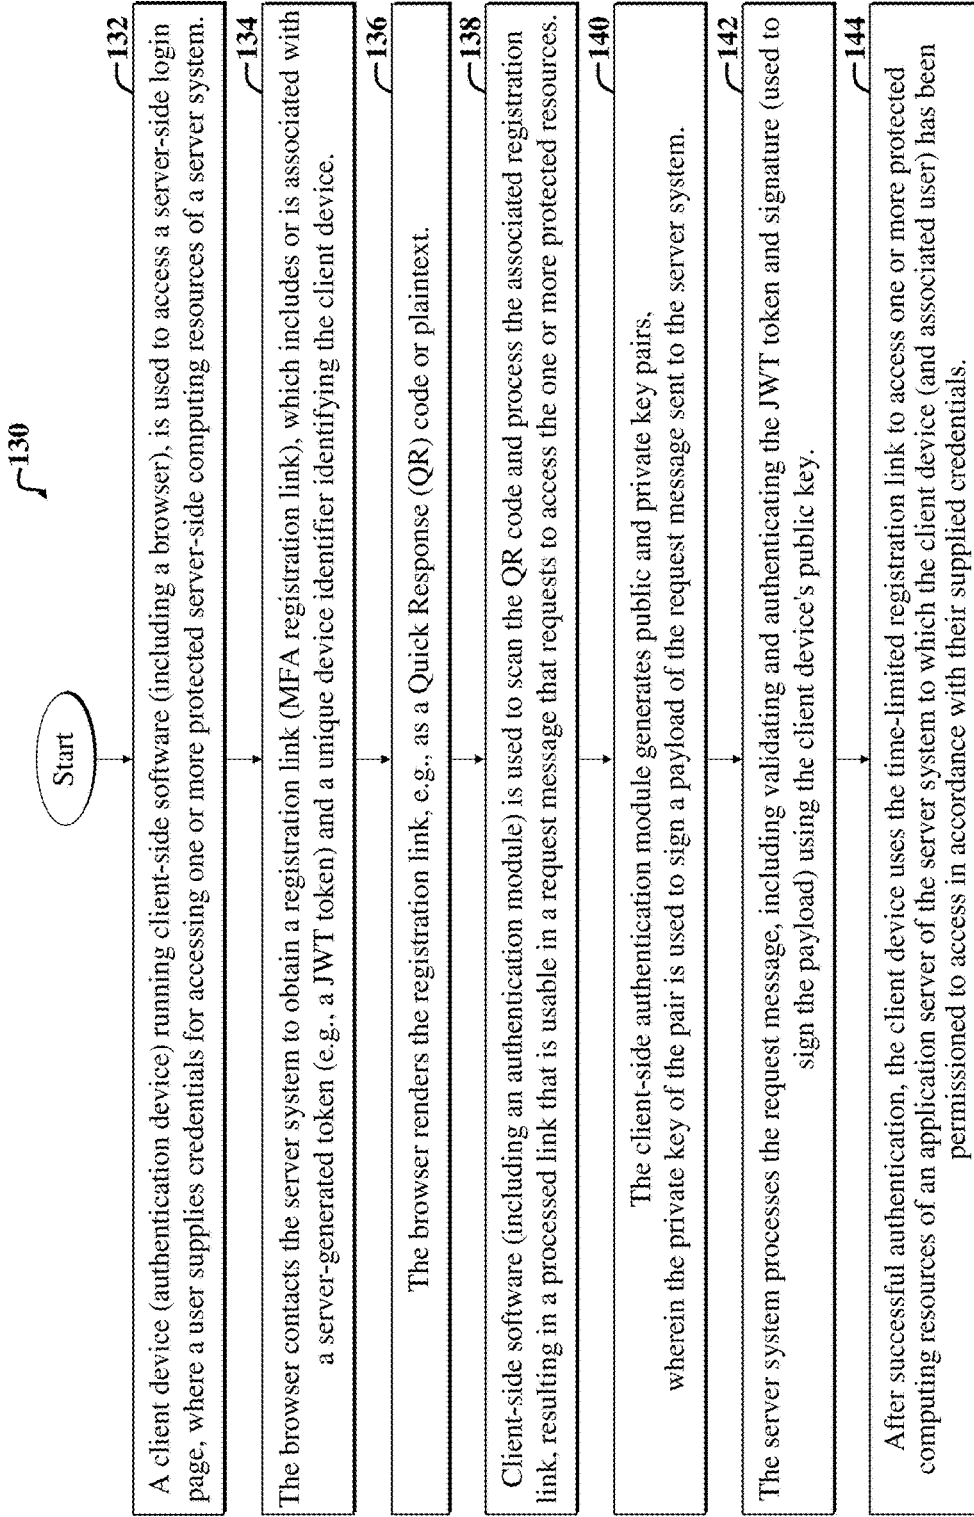 130
Start
132
A client device (authentication device) running client-side software (including a browser), is used to access a server-side login
page, where a user supplies credentials for accessing one or more protected server-side computing resources of a server system.
134
The browser contacts the server system to obtain a registration link (MFA registration link), which includes or is associated with
a server-generated token (e.g., a JWT token) and a unique device identifier identifying the client device.
136
The browser renders the registration link, e.g., as a Quick Response (QR) code or plaintext.
138
Client-side software (including an authentication module) is used to scan the QR code and process the associated registration
link, resulting in a processed link that is usable in a request message that requests to access the one or more protected resources.
140
The client-side authentication module generates public and private key pairs,
wherein the private key of the pair is used to sign a payload of the request message sent to the server system.
142
The server system processes the request message, including validating and authenticating the JWT token and signature (used to
sign the payload) using the client device's public key.
144
After successful authentication, the client device uses the time-limited registration link to access one or more protected
computing resources of an application server of the server system to which the client device (and associated user) has been
permissioned to access in accordance with their supplied credentials.